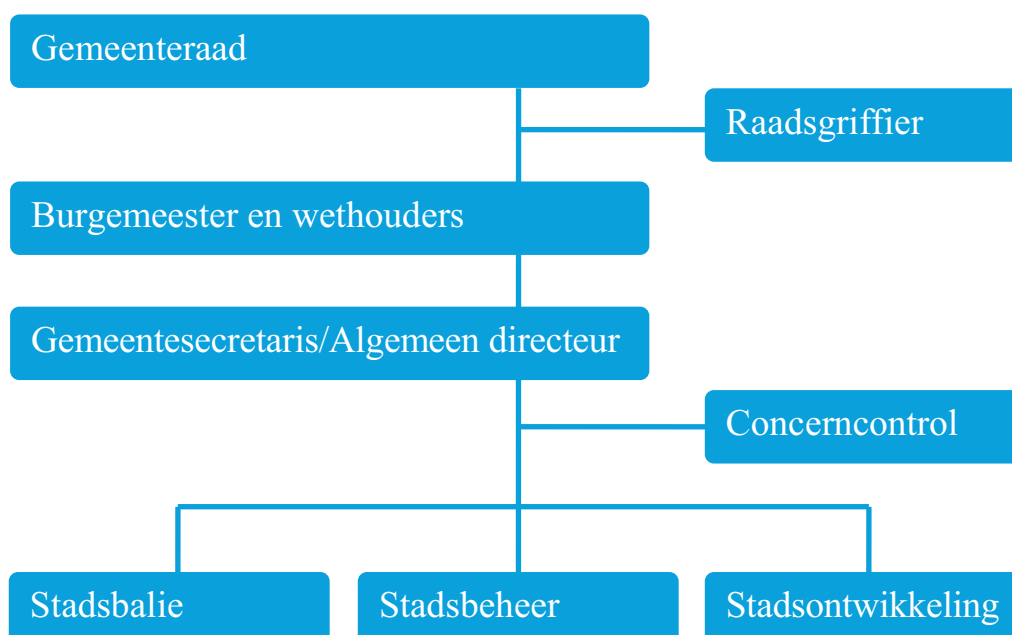 Gemeenteraad
Raadsgriffier
Burgemeester en wethouders
Gemeentesecretaris/Algemeen directeur
Concerncontrol
Stadsbalie
Stadsbeheer
Stadsontwikkeling